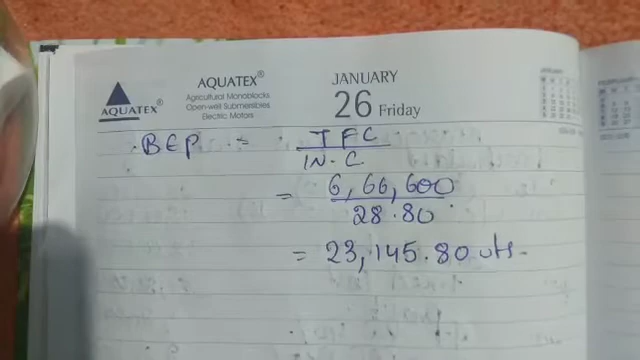 AQUATEX®
AQUATEX®
Agricultural Monoblocks
Open-well Submersibles
Electric Motors
JANUARY
26 Friday
BEP = TFC
IN.C
= 6,66,600
28.80
= 23,145.80 uts.